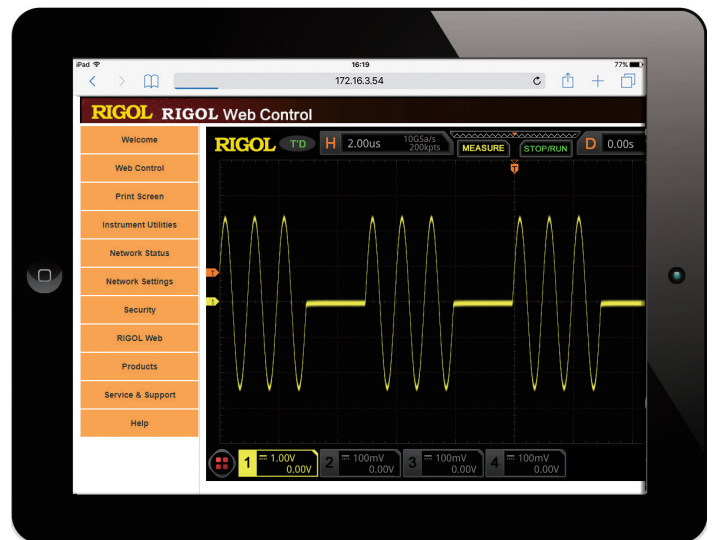 iPad 16:19 77%
172.16.3.54
RIGOL RIGOL Web Control
Welcome
Web Control
Print Screen
Instrument Utilities
Network Status
Network Settings
Security
RIGOL Web
Products
Service & Support
Help
RIGOL T'D H 2.00us 10GSa/s 200kpts MEASURE STOP/RUN D 0.00s
T
T
1
1 1.00V 0.00V
2 100mV 0.00V
3 100mV 0.00V
4 100mV 0.00V